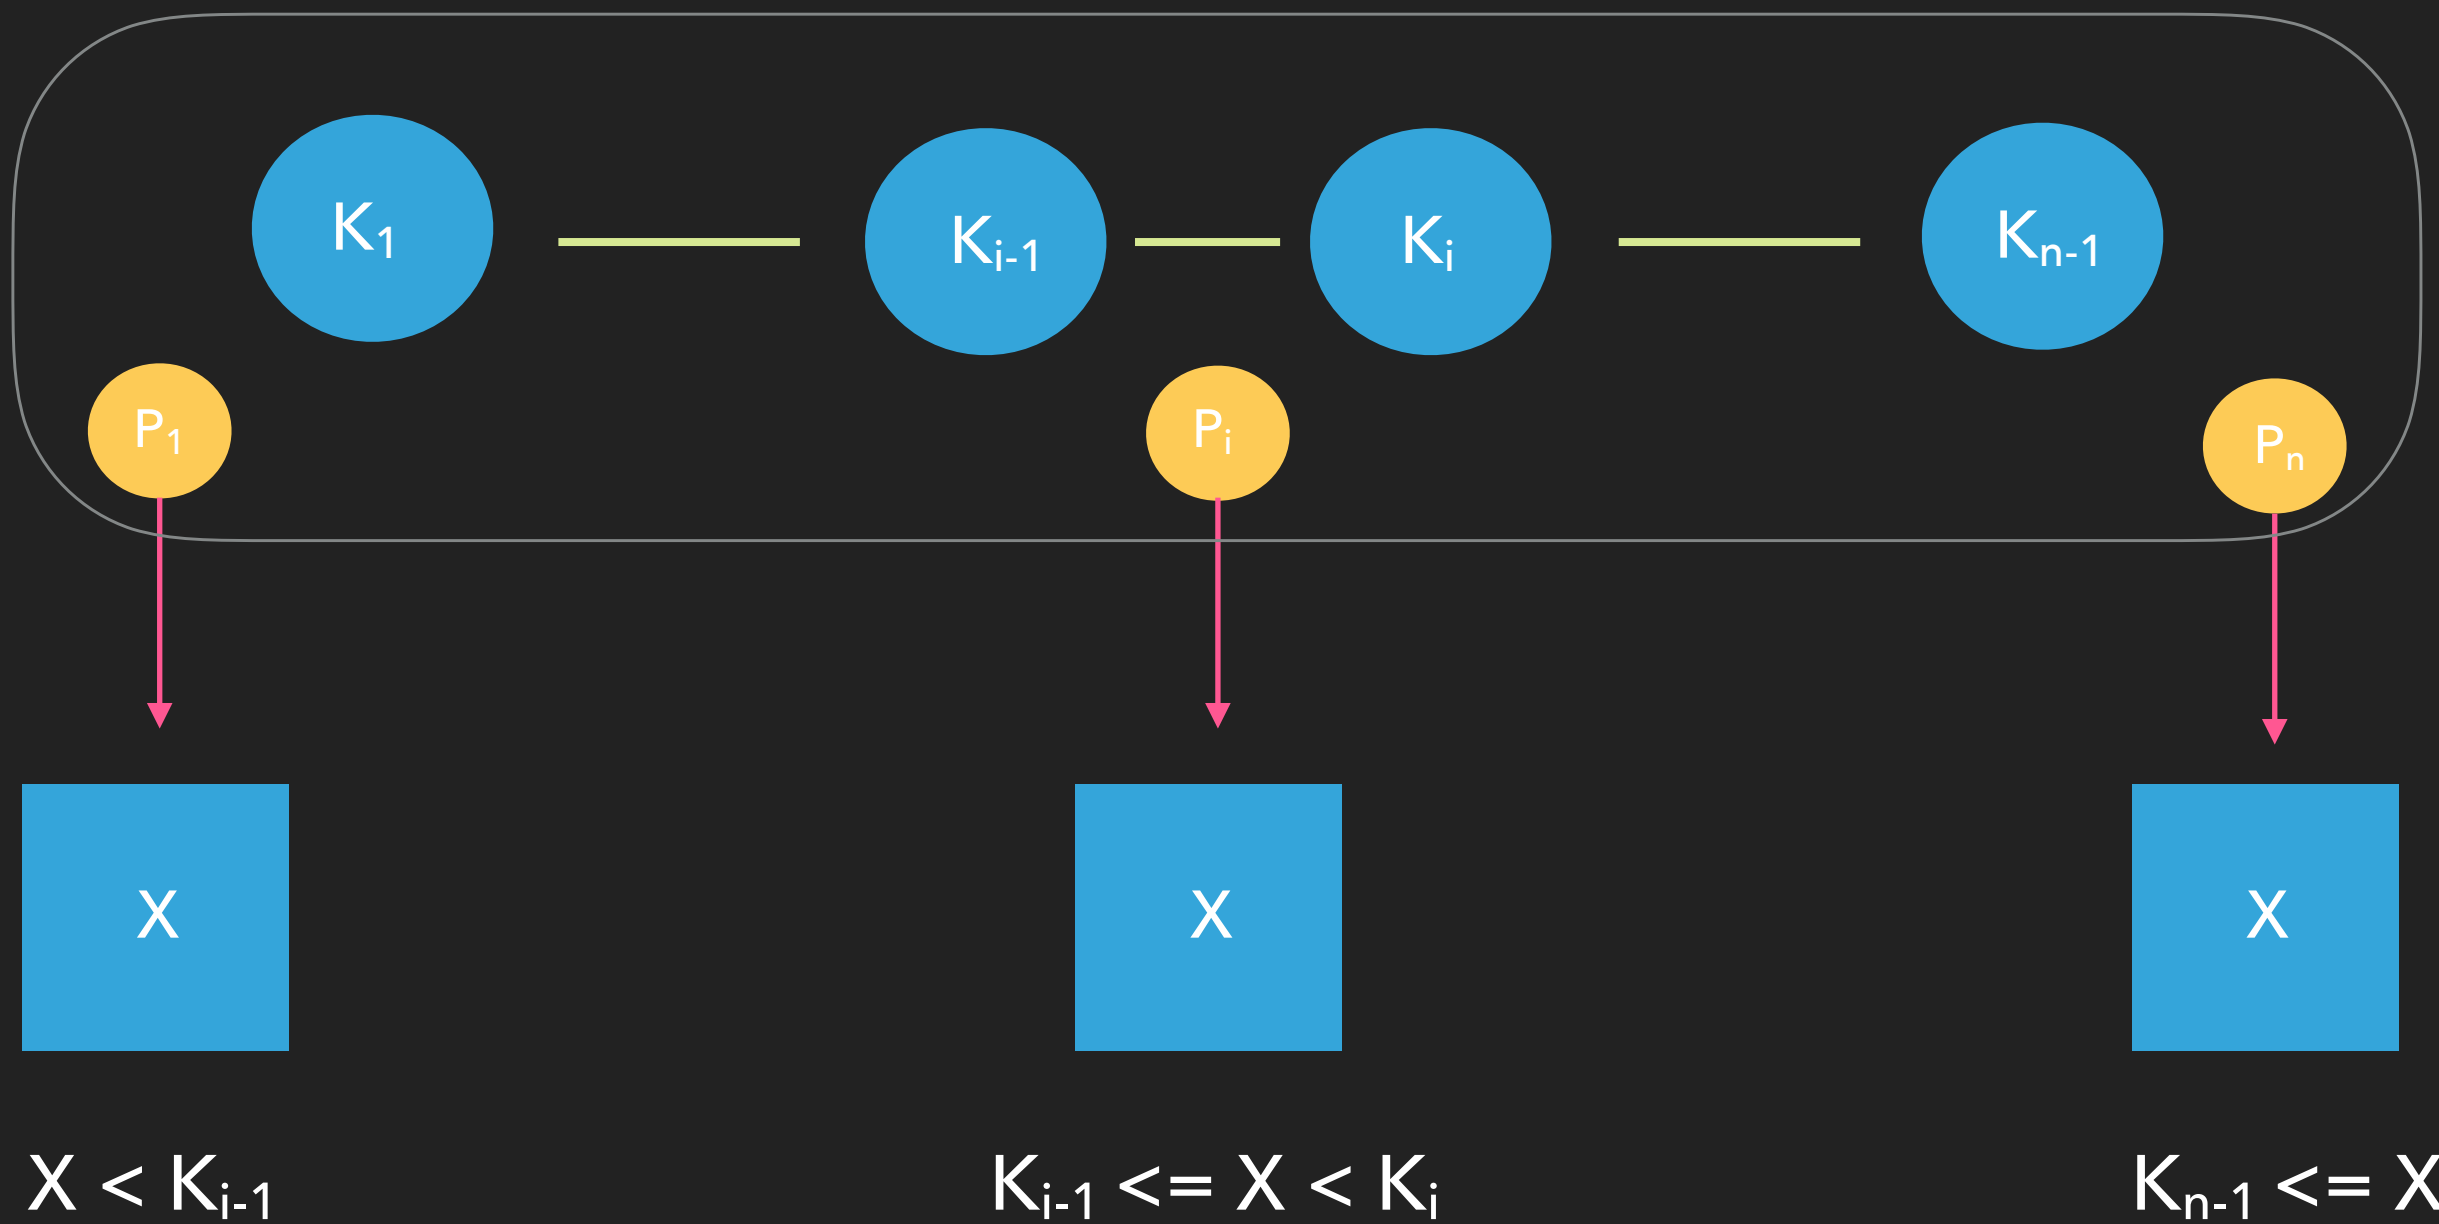 K₁
Kᵢ₋₁
Kᵢ
Kₙ₋₁
P₁
Pᵢ
Pₙ
X
X
X
X < Kᵢ₋₁
Kᵢ₋₁ <= X < Kᵢ
Kₙ₋₁ <= X